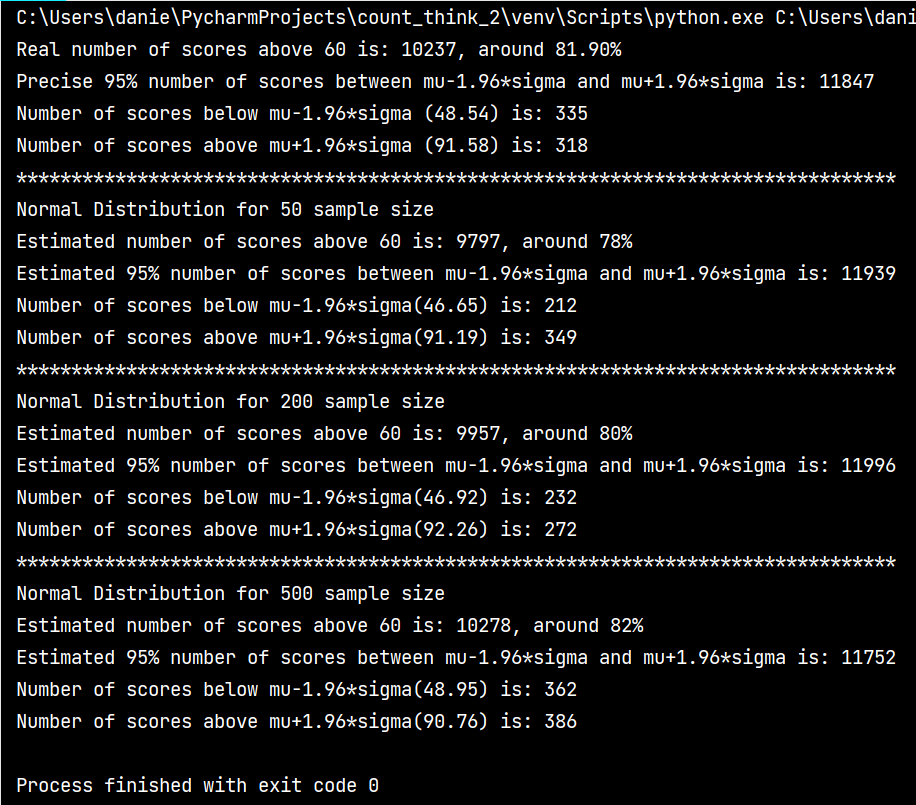 C:\Users\danie\PycharmProjects\count_think_2\venv\Scripts\python.exe C:\Users\dani
Real number of scores above 60 is: 10237, around 81.90%
Precise 95% number of scores between mu-1.96*sigma and mu+1.96*sigma is: 11847
Number of scores below mu-1.96*sigma (48.54) is: 335
Number of scores above mu+1.96*sigma (91.58) is: 318
********************************************************************************
Normal Distribution for 50 sample size
Estimated number of scores above 60 is: 9797, around 78%
Estimated 95% number of scores between mu-1.96*sigma and mu+1.96*sigma is: 11939
Number of scores below mu-1.96*sigma(46.65) is: 212
Number of scores above mu+1.96*sigma(91.19) is: 349
********************************************************************************
Normal Distribution for 200 sample size
Estimated number of scores above 60 is: 9957, around 80%
Estimated 95% number of scores between mu-1.96*sigma and mu+1.96*sigma is: 11996
Number of scores below mu-1.96*sigma(46.92) is: 232
Number of scores above mu+1.96*sigma(92.26) is: 272
********************************************************************************
Normal Distribution for 500 sample size
Estimated number of scores above 60 is: 10278, around 82%
Estimated 95% number of scores between mu-1.96*sigma and mu+1.96*sigma is: 11752
Number of scores below mu-1.96*sigma(48.95) is: 362
Number of scores above mu+1.96*sigma(90.76) is: 386
Process finished with exit code 0